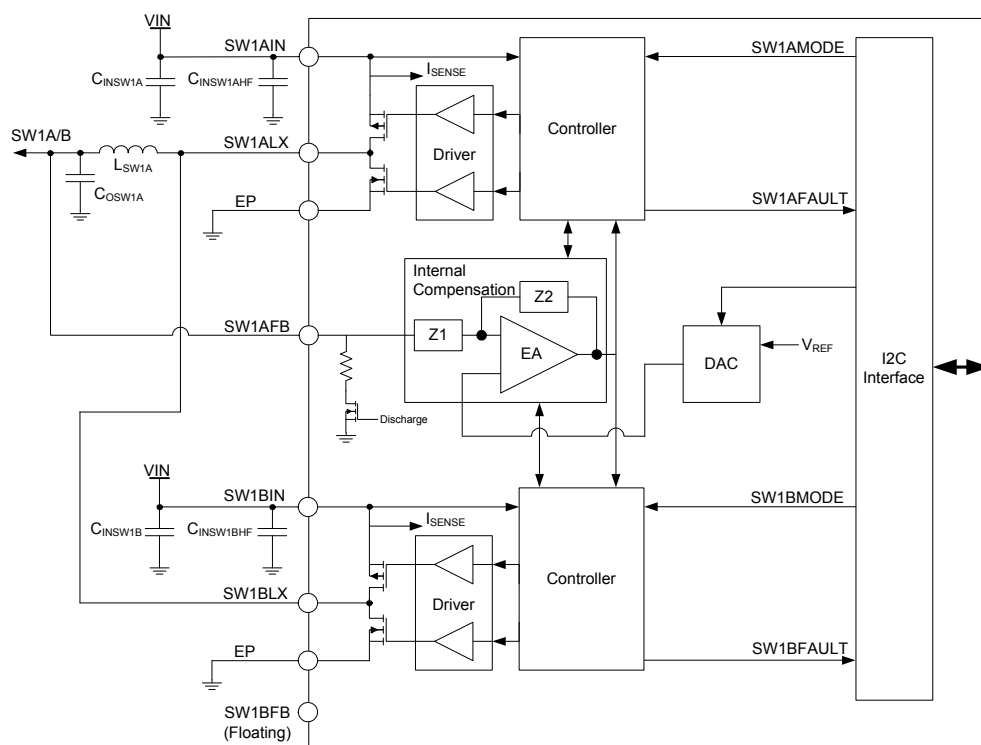 VIN
SW1AIN
SW1AMODE
CINSW1A
CINSW1AHF
ISENSE
Controller
SW1A/B
SW1ALX
LSW1A
Driver
COSW1A
EP
SW1AFAULT
Internal
Compensation
Z2
SW1AFB
Z1
EA
VREF
DAC
I2C
Interface
Discharge
VIN
SW1BIN
SW1BMODE
CINSW1B
CINSW1BHF
ISENSE
Controller
SW1BLX
Driver
EP
SW1BFAULT
SW1BFB
(Floating)